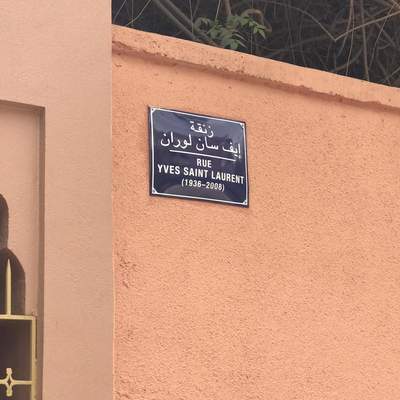 زنقة
إيف سان لوران
RUE
YVES SAINT LAURENT
(1936-2008)